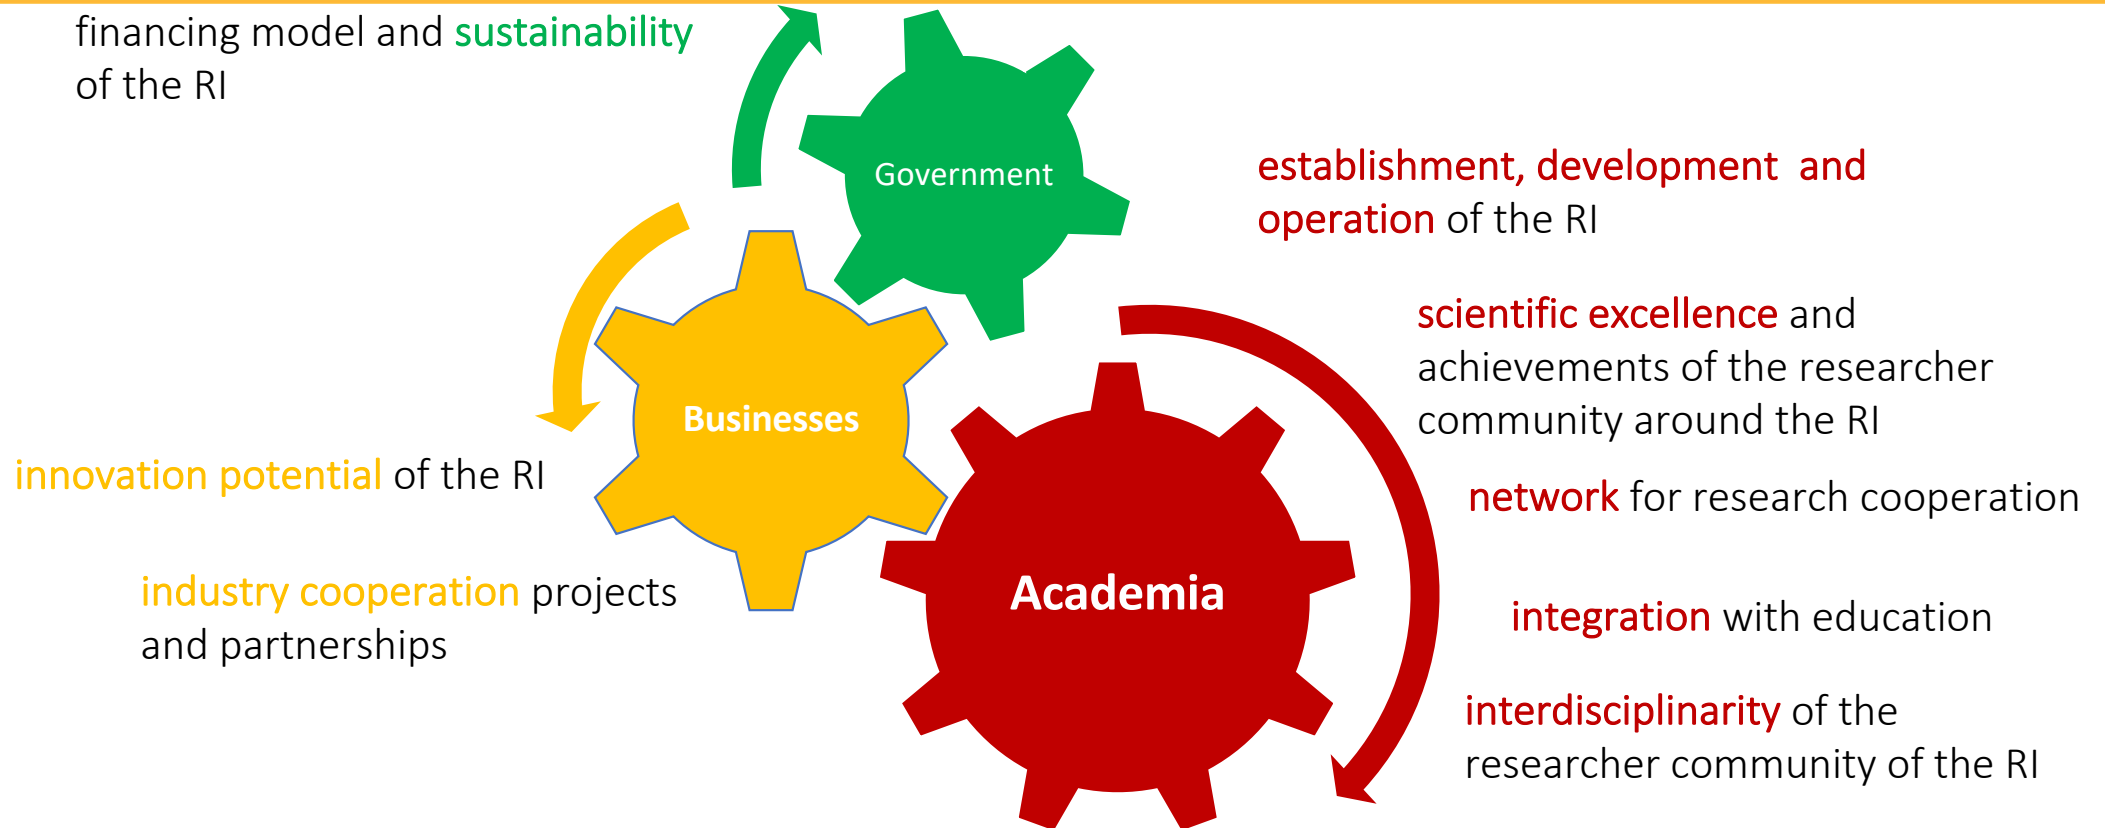 financing model and sustainability
of the RI
Government
establishment, development and
operation of the RI
scientific excellence and
achievements of the researcher
community around the RI
Businesses
innovation potential of the RI
network for research cooperation
industry cooperation projects
and partnerships
Academia
integration with education
interdisciplinarity of the
researcher community of the RI